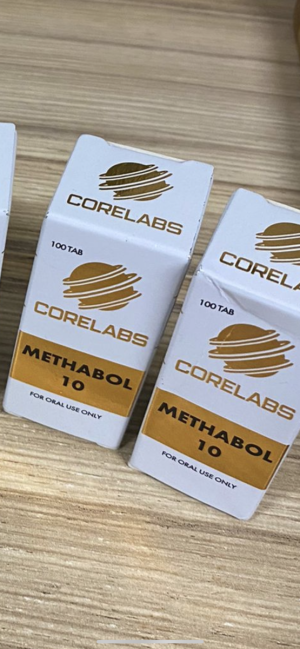 CORELABS
100 TAB
CORELABS
METHABOL
10
FOR ORAL USE ONLY
CORELA
100 TAB
CORELABS
METHABOL
10
FOR ORAL USE ONLY